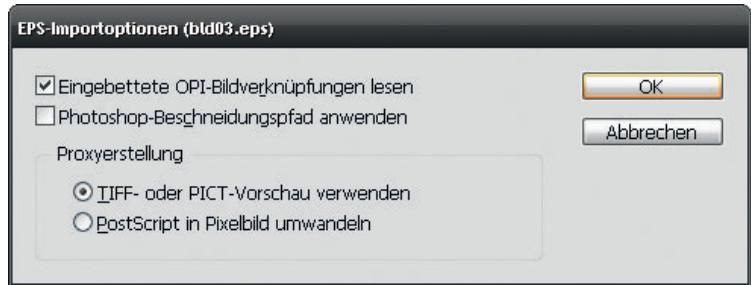 EPS-Importoptionen (bld03.eps)
Eingebettete OPI-Bildverknüpfungen lesen
Photoshop-Beschneidungspfad anwenden
Proxyerstellung
TIFF- oder PICT-Vorschau verwenden
PostScript in Pixelbild umwandeln
OK
Abbrechen